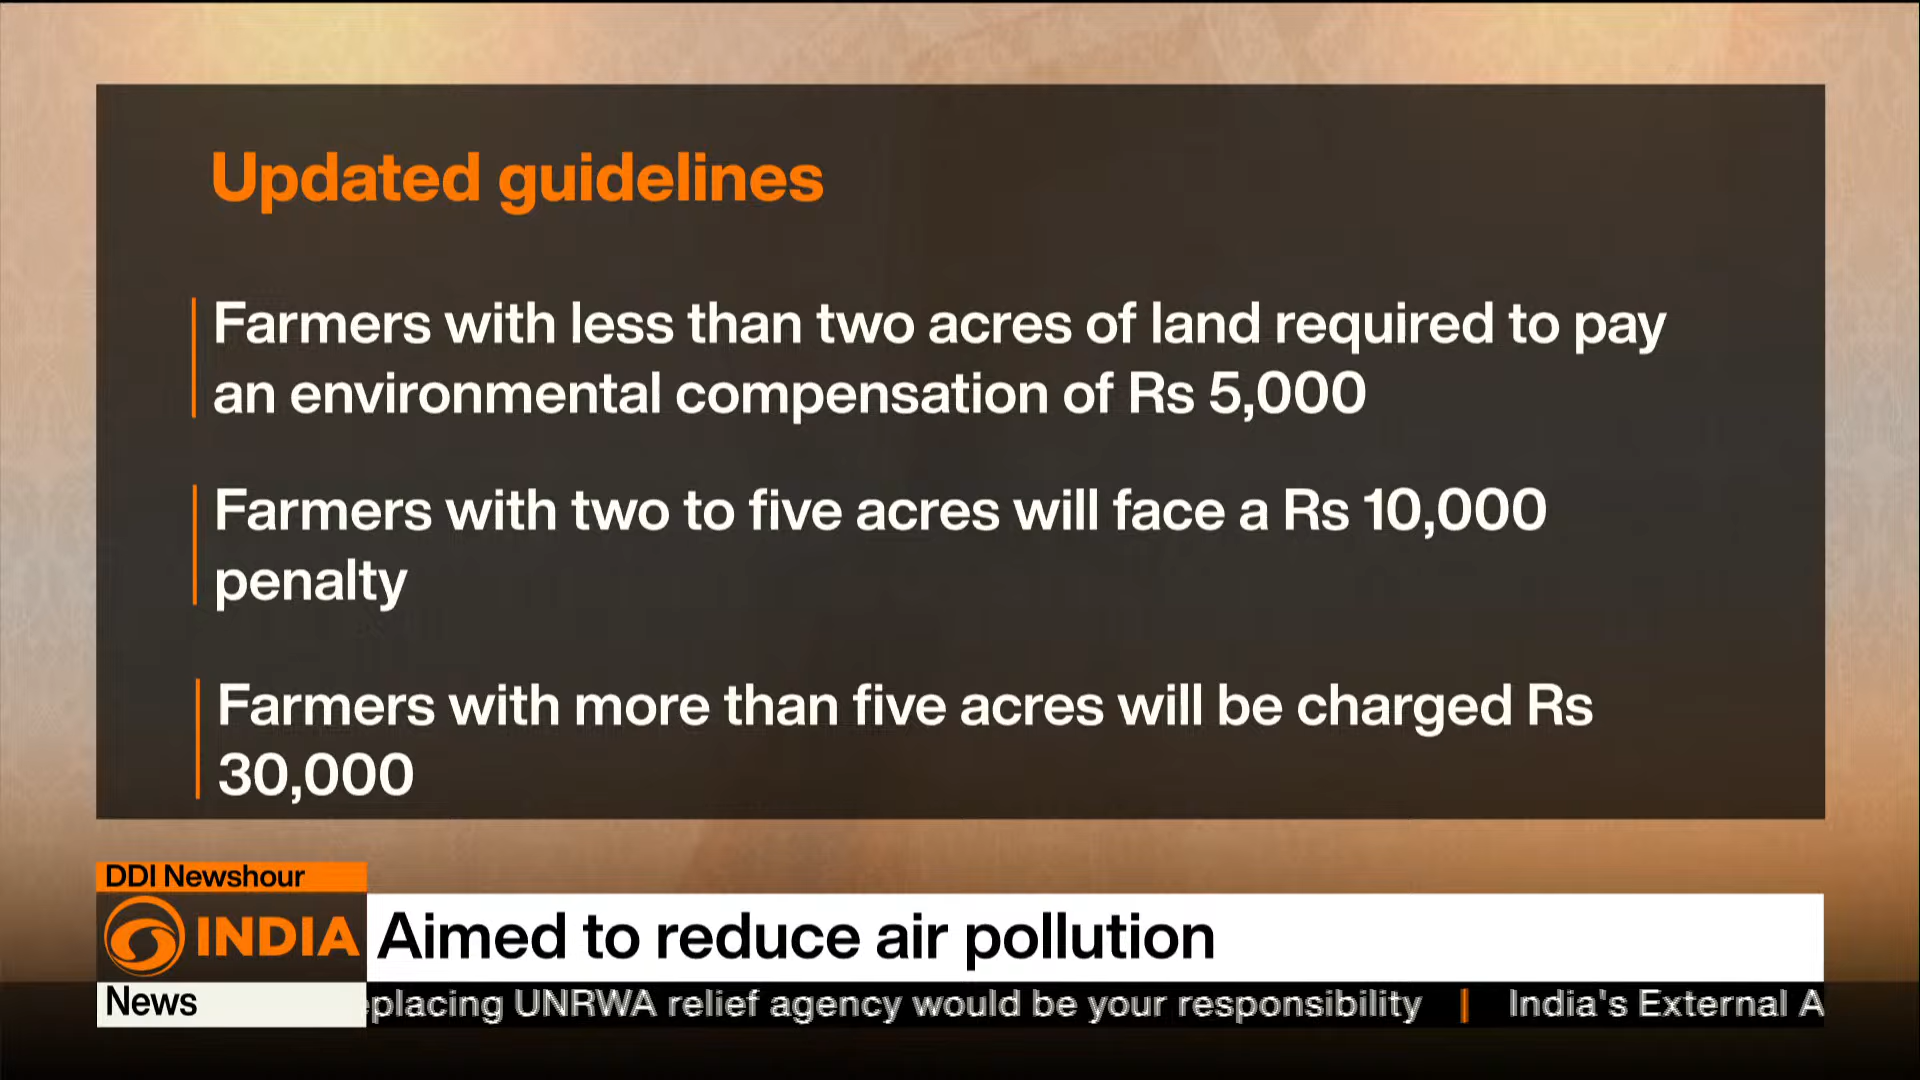 Updated guidelines
Farmers with less than two acres of land required to pay
an environmental compensation of Rs 5,000
Farmers with two to five acres will face a Rs 10,000
penalty
Farmers with more than five acres will be charged Rs
30,000
DDI Newshour
INDIA
Aimed to reduce air pollution
News
eplacing UNRWA relief agency would be your responsibility | India's External A